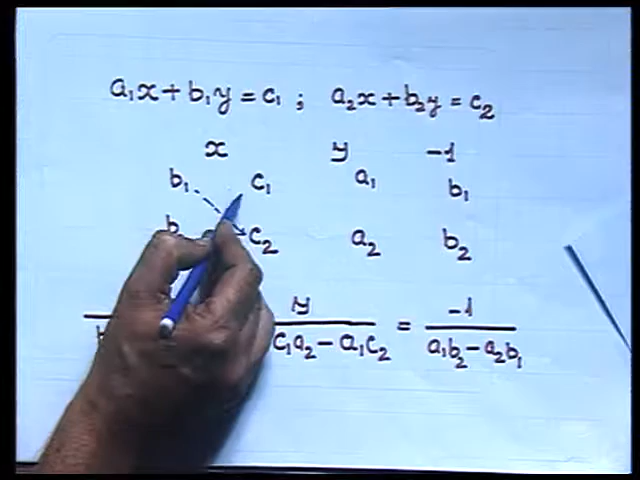 a₁x + b₁y = c₁ ; a₂x + b₂y = c₂
x y -1
b₁ c₁ a₁ b₁
b c₂ a₂ b₂
y -1
c₁a₂ - a₁c₂ = a₁b₂ - a₂b₁